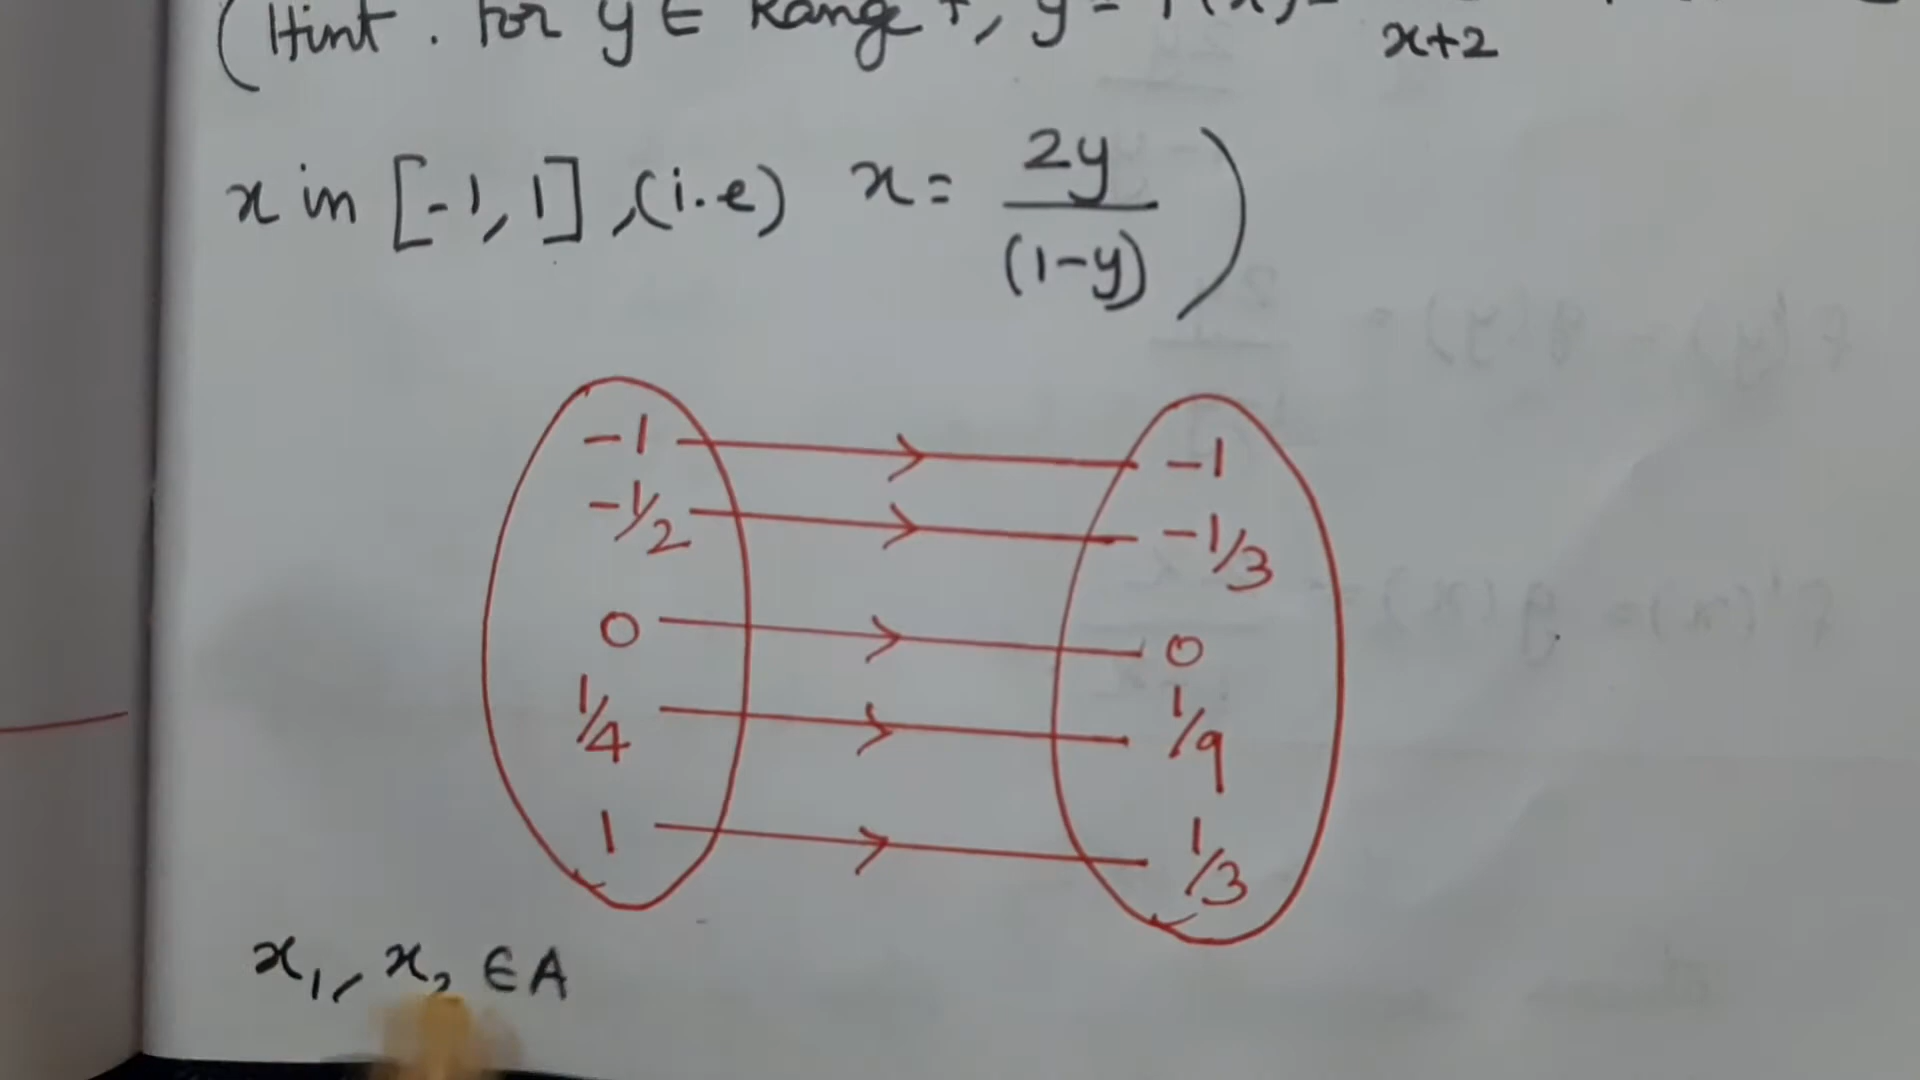 (Hint. For y ∈ Range f, y =
x+2
x in [-1, 1], (i.e) x = 2y/(1-y))
-1 → -1
-1/2 → -1/3
0 → 0
1/4 → 1/9
1 → 1/3
x₁, x₂ ∈ A